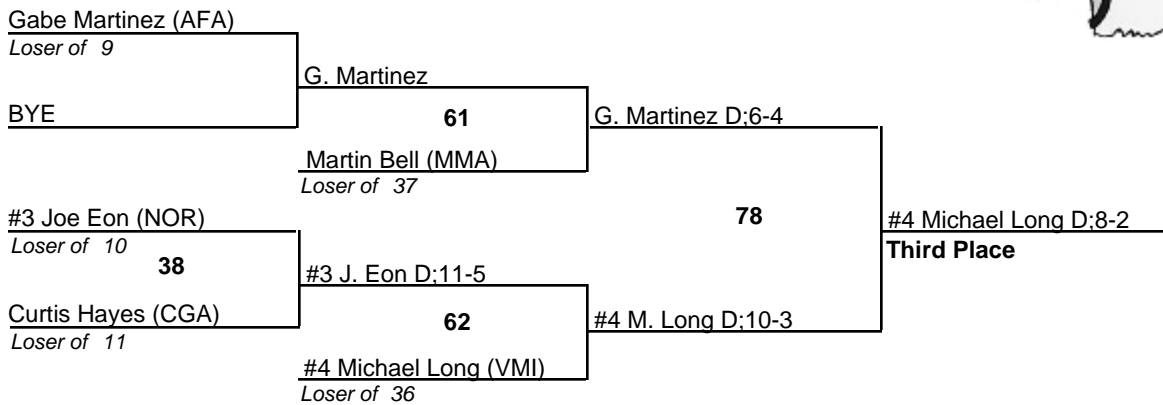 Gabe Martinez (AFA)
Loser of 9
G. Martinez
BYE
61
G. Martinez D;6-4
Martin Bell (MMA)
Loser of 37
#3 Joe Eon (NOR)
Loser of 10
38
78
#4 Michael Long D;8-2
Third Place
#3 J. Eon D;11-5
Curtis Hayes (CGA)
Loser of 11
62
#4 M. Long D;10-3
#4 Michael Long (VMI)
Loser of 36